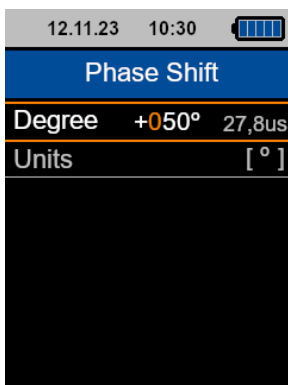 12.11.23 10:30
Phase Shift
Degree +050° 27,8us
Units [ ° ]